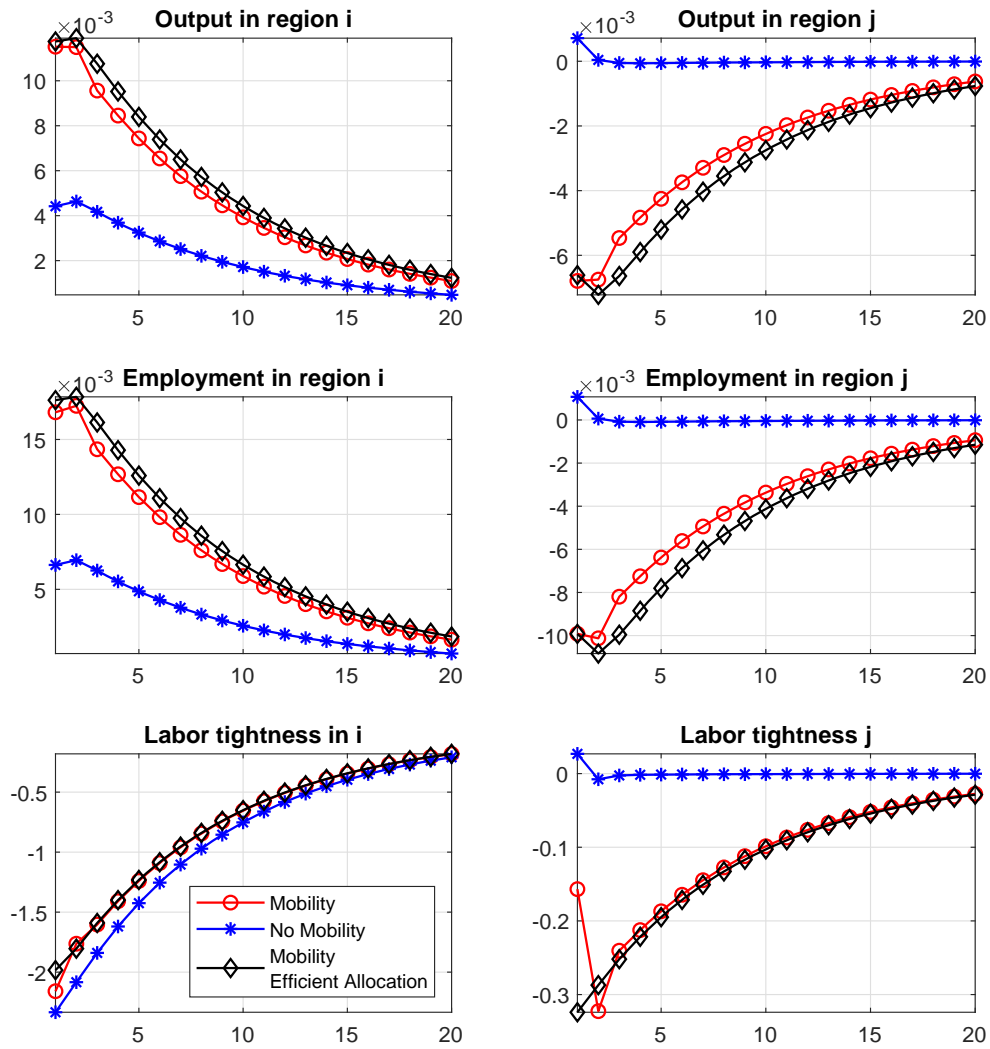 ×10-3 Output in region i
10
8
6
4
2
5 10 15 20
Output in region j
0
-2
×10-3
-4
-6
5 10 15 20
×10-3 Employment in region i
15
10
5
5 10 15 20
Employment in region j
×10-3
0
-2
-4
-6
-8
-10
5 10 15 20
Labor tightness in i
-0.5
-1
-1.5
-2
Mobility
No Mobility
Mobility
Efficient Allocation
5 10 15 20
Labor tightness j
0
-0.1
-0.2
-0.3
5 10 15 20